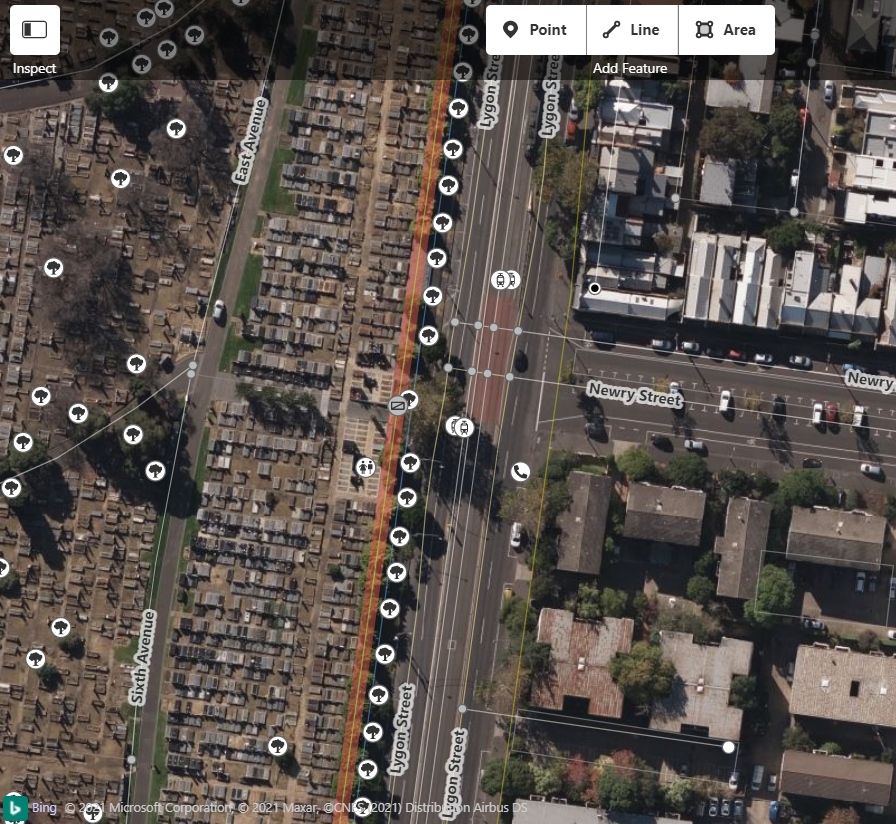 Point
Line
Area
Inspect
Add Feature
Lygon Street
Lygon Street
East Avenue
Newry Street
Newry
Sixth Avenue
Lygon Street
Lygon Street
Bing © 2021 Microsoft Corporation, © 2021 Maxar, ©CNES (2021) Distribution Airbus DS